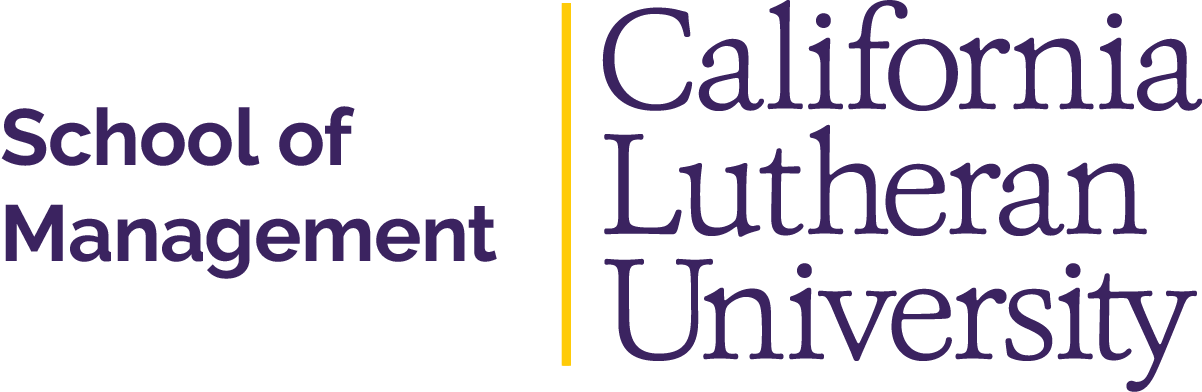 School of
Management
California
Lutheran
University